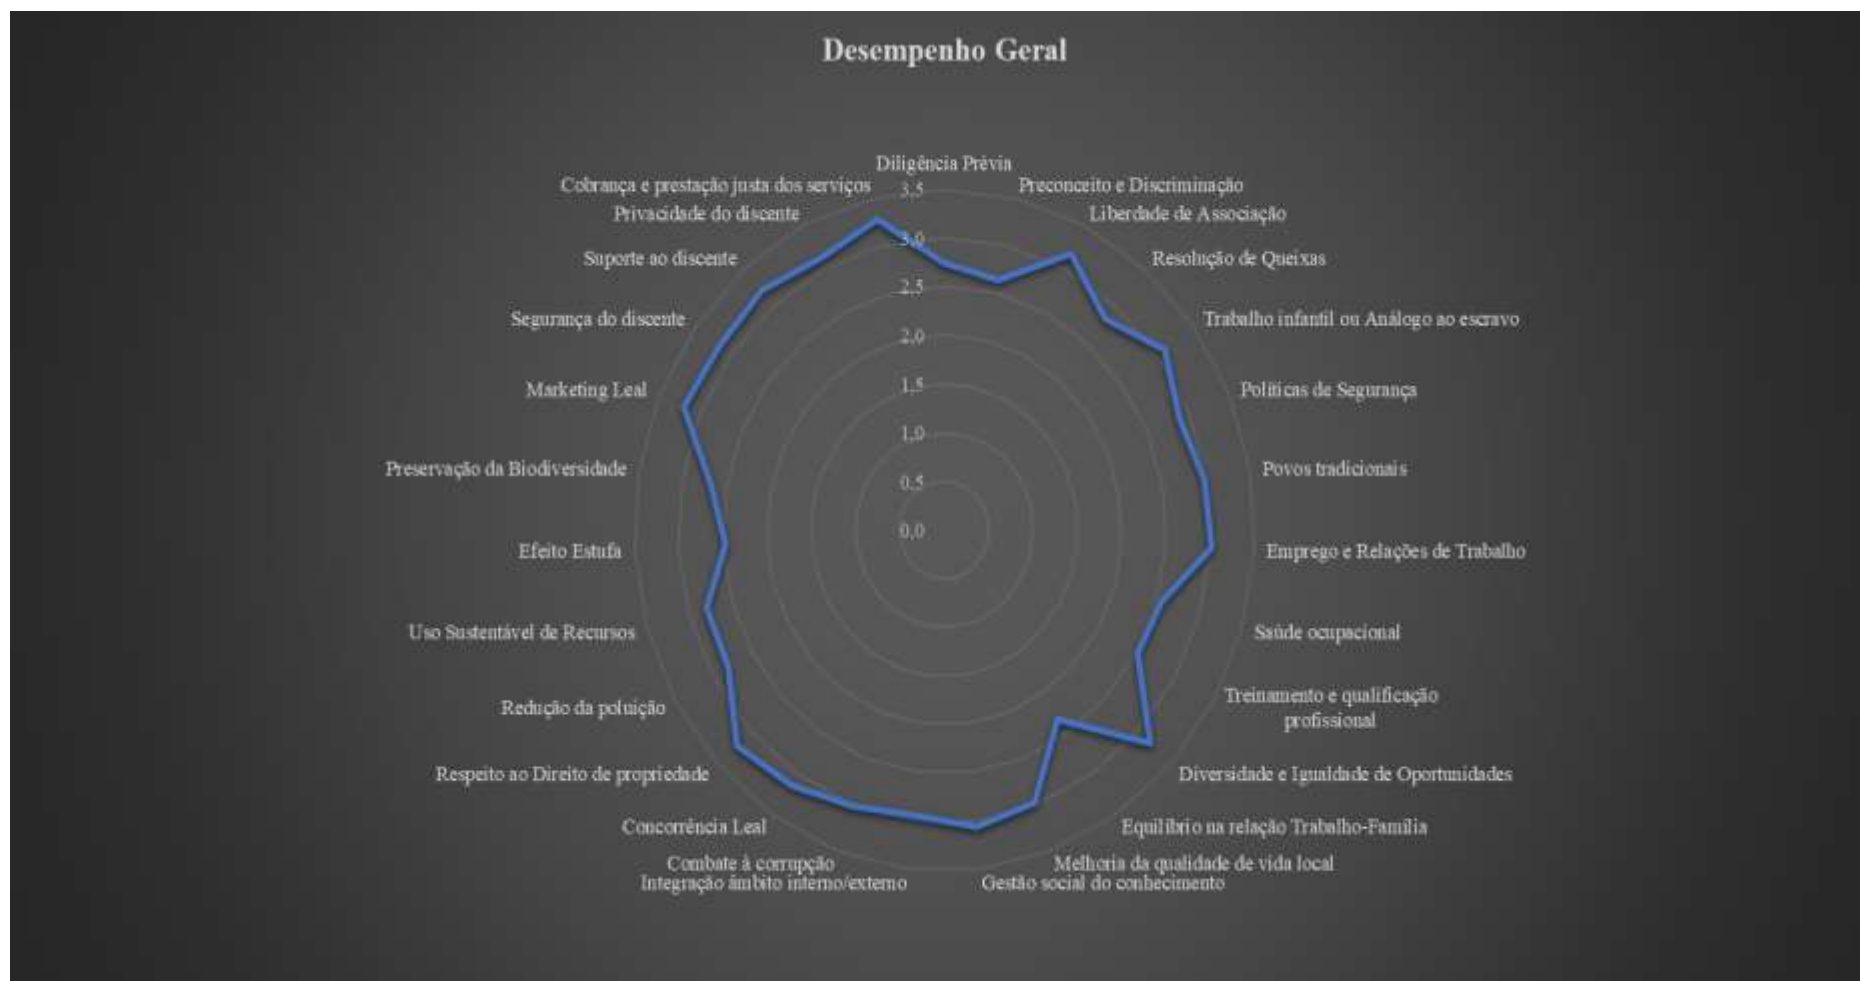 Desempenho Geral
Diligência Prévia
Cobrança e prestação justa dos serviços
3,5
Preconceito e Discriminação
Privacidade do discente
Liberdade de Associação
3,0
Suporte ao discente
Resolução de Queixas
2,5
Segurança do discente
Trabalho infantil ou Análogo ao escravo
2,0
Marketing Leal
1,5
Políticas de Segurança
1,0
Preservação da Biodiversidade
Povos tradicionais
0,5
0,0
Efeito Estufa
Emprego e Relações de Trabalho
Uso Sustentável de Recursos
Saúde ocupacional
Redução da poluição
Treinamento e qualificação
profissional
Respeito ao Direito de propriedade
Diversidade e Igualdade de Oportunidades
Concorrência Leal
Equilíbrio na relação Trabalho-Família
Combate à corrupção
Melhoria da qualidade de vida local
Integração âmbito interno/externo
Gestão social do conhecimento